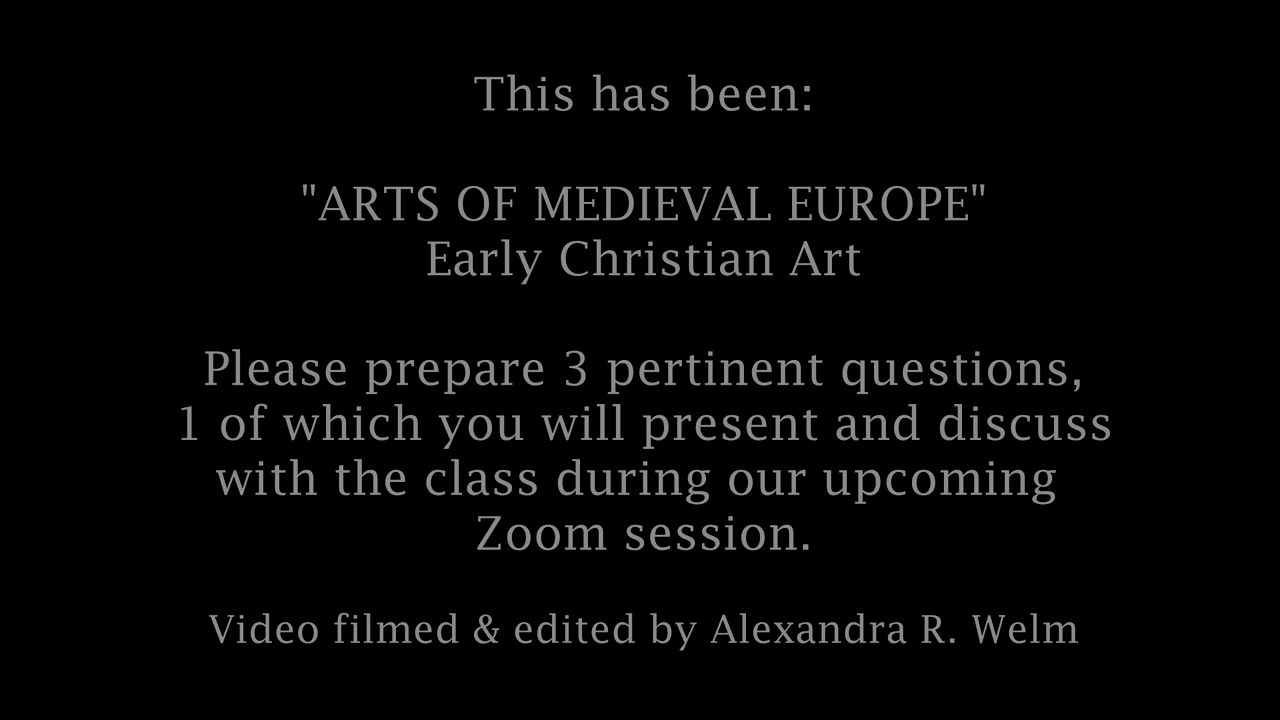 This has been:
"ARTS OF MEDIEVAL EUROPE"
Early Christian Art
Please prepare 3 pertinent questions,
1 of which you will present and discuss
with the class during our upcoming
Zoom session.
Video filmed & edited by Alexandra R. Welm